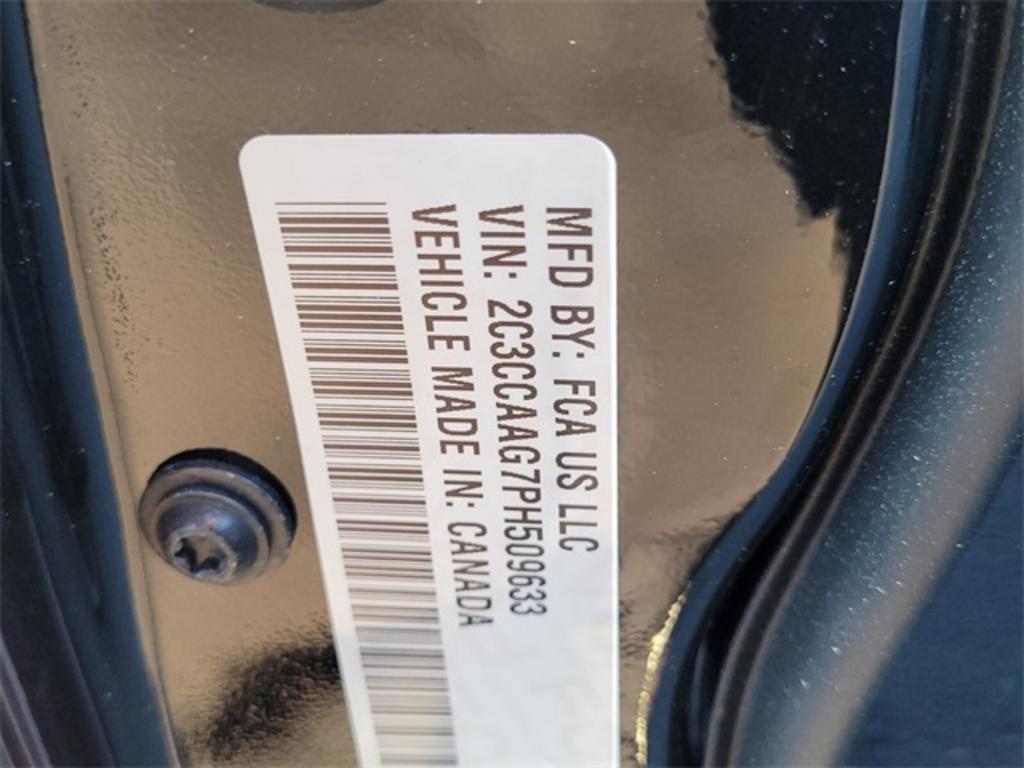 MFD BY: FCA US LLC
VIN: 2C3CCAAG7PH509633
VEHICLE MADE IN: CANADA